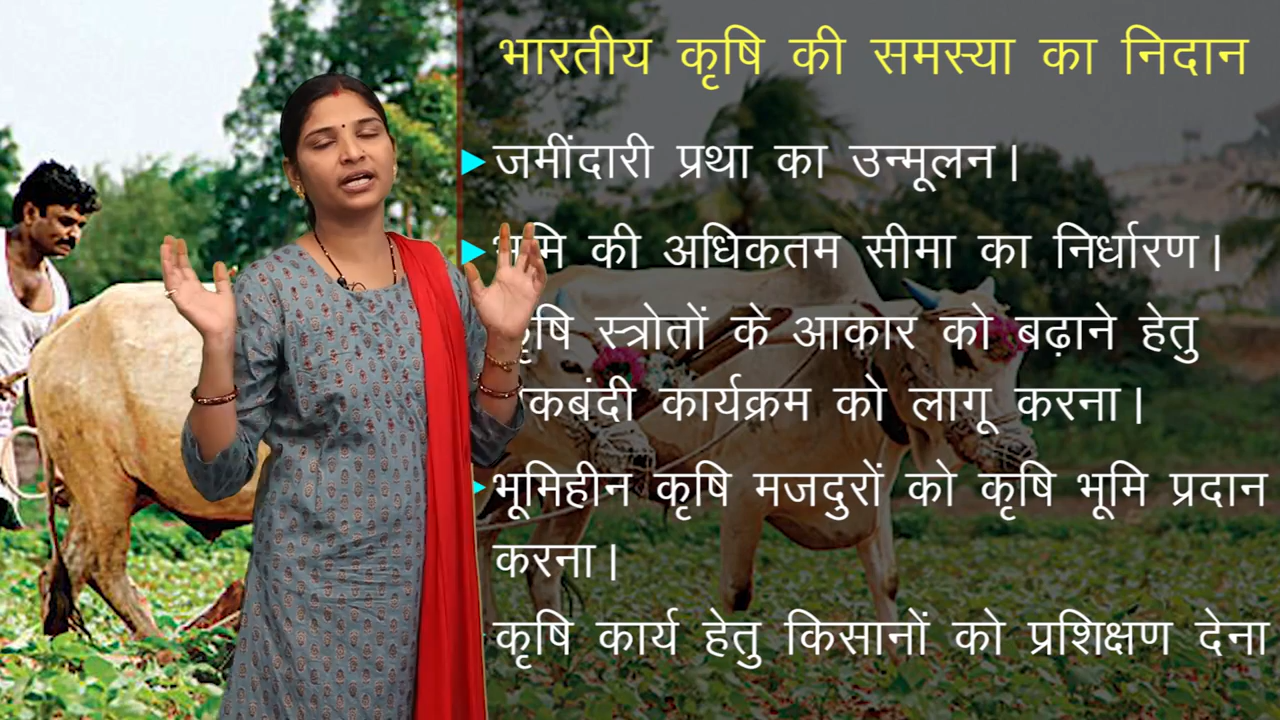 भारतीय कृषि की समस्या का निदान
जमींदारी प्रथा का उन्मूलन।
की अधिकतम सीमा का निर्धारण।
स्त्रोतों के आकार को बढ़ाने हेतु
कार्यक्रम को लागू करना।
भूमिहीन कृषि मजदुरों को कृषि भूमि प्रदान
करना।
कृषि कार्य हेतु किसानों को प्रशिक्षण देना